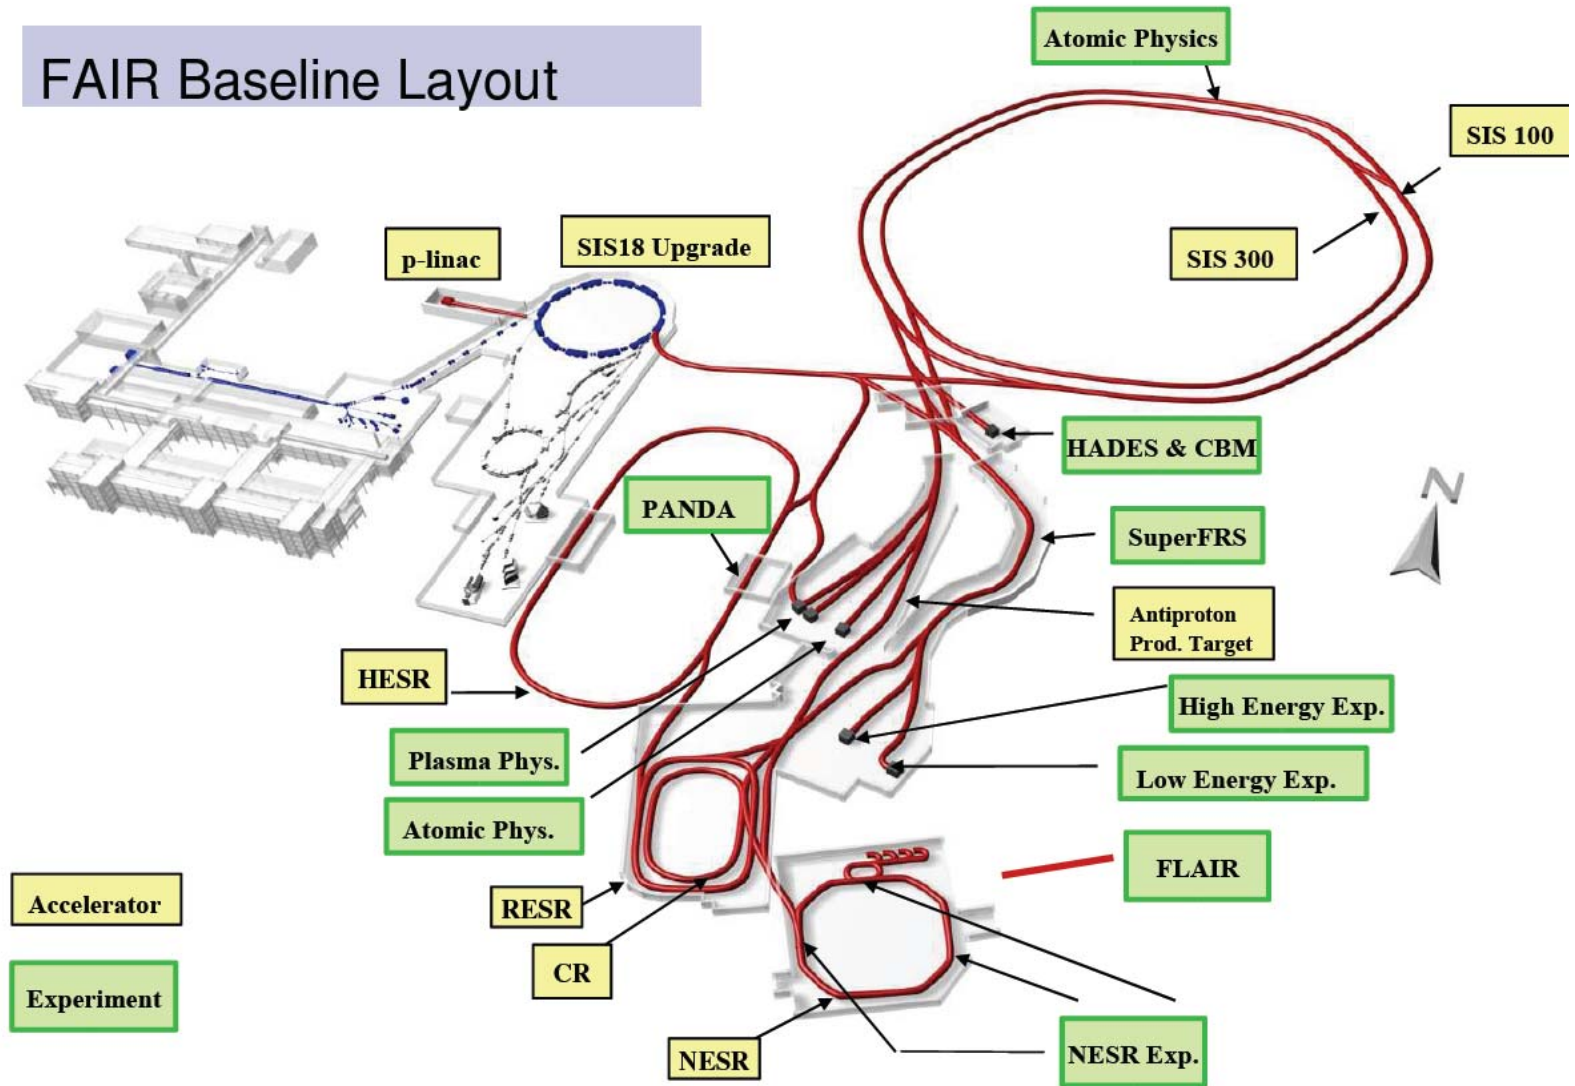 FAIR Baseline Layout
Atomic Physics
SIS 100
SIS 300
p-linac
SIS18 Upgrade
HADES & CBM
N
PANDA
SuperFRS
Antiproton
Prod. Target
HESR
High Energy Exp.
Plasma Phys.
Low Energy Exp.
Atomic Phys.
FLAIR
Accelerator
RESR
CR
Experiment
NESR
NESR Exp.